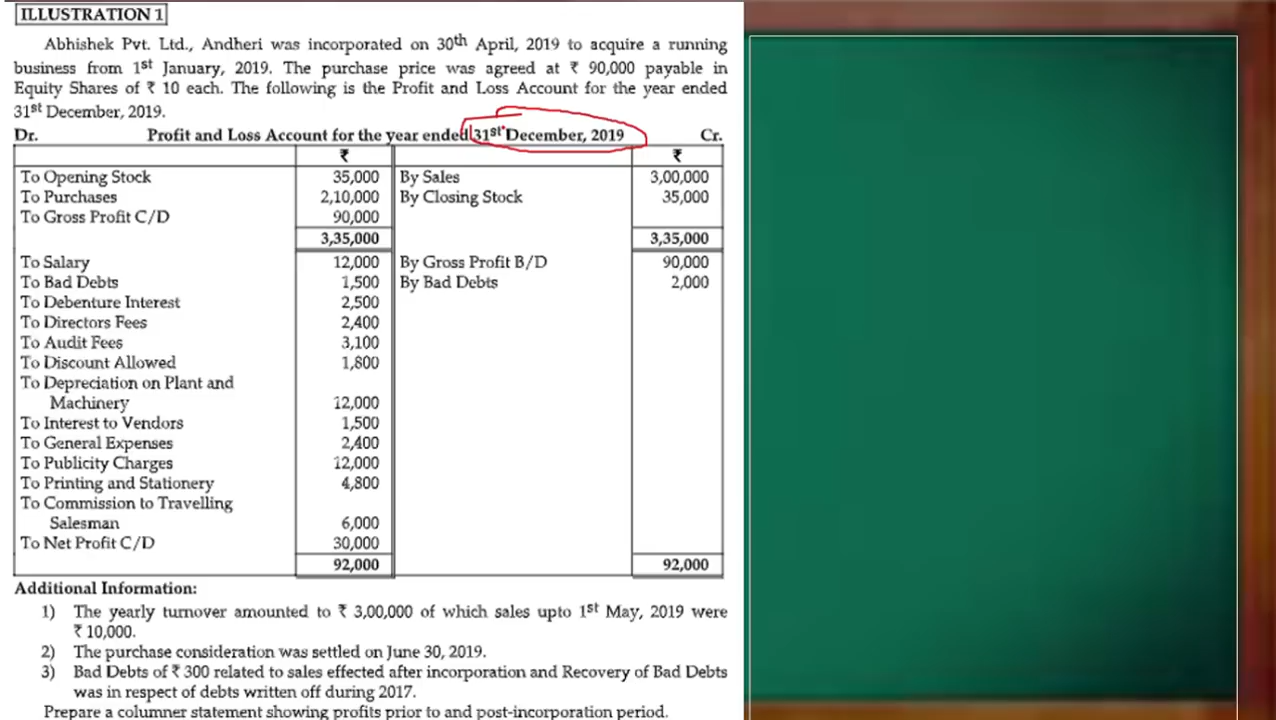 ILLUSTRATION 1
Abhishek Pvt. Ltd., Andheri was incorporated on 30th April, 2019 to acquire a running
business from 1st January, 2019. The purchase price was agreed at ₹ 90,000 payable in
Equity Shares of ₹ 10 each. The following is the Profit and Loss Account for the year ended
31st December, 2019.
Dr. Profit and Loss Account for the year ended 31st December, 2019 Cr.
₹ ₹
To Opening Stock 35,000 By Sales 3,00,000
To Purchases 2,10,000 By Closing Stock 35,000
To Gross Profit C/D 90,000
3,35,000 3,35,000
To Salary 12,000 By Gross Profit B/D 90,000
To Bad Debts 1,500 By Bad Debts 2,000
To Debenture Interest 2,500
To Directors Fees 2,400
To Audit Fees 3,100
To Discount Allowed 1,800
To Depreciation on Plant and
Machinery 12,000
To Interest to Vendors 1,500
To General Expenses 2,400
To Publicity Charges 12,000
To Printing and Stationery 4,800
To Commission to Travelling
Salesman 6,000
To Net Profit C/D 30,000
92,000 92,000
Additional Information:
1) The yearly turnover amounted to ₹ 3,00,000 of which sales upto 1st May, 2019 were
₹ 10,000.
2) The purchase consideration was settled on June 30, 2019.
3) Bad Debts of ₹ 300 related to sales effected after incorporation and Recovery of Bad Debts
was in respect of debts written off during 2017.
Prepare a columner statement showing profits prior to and post-incorporation period.